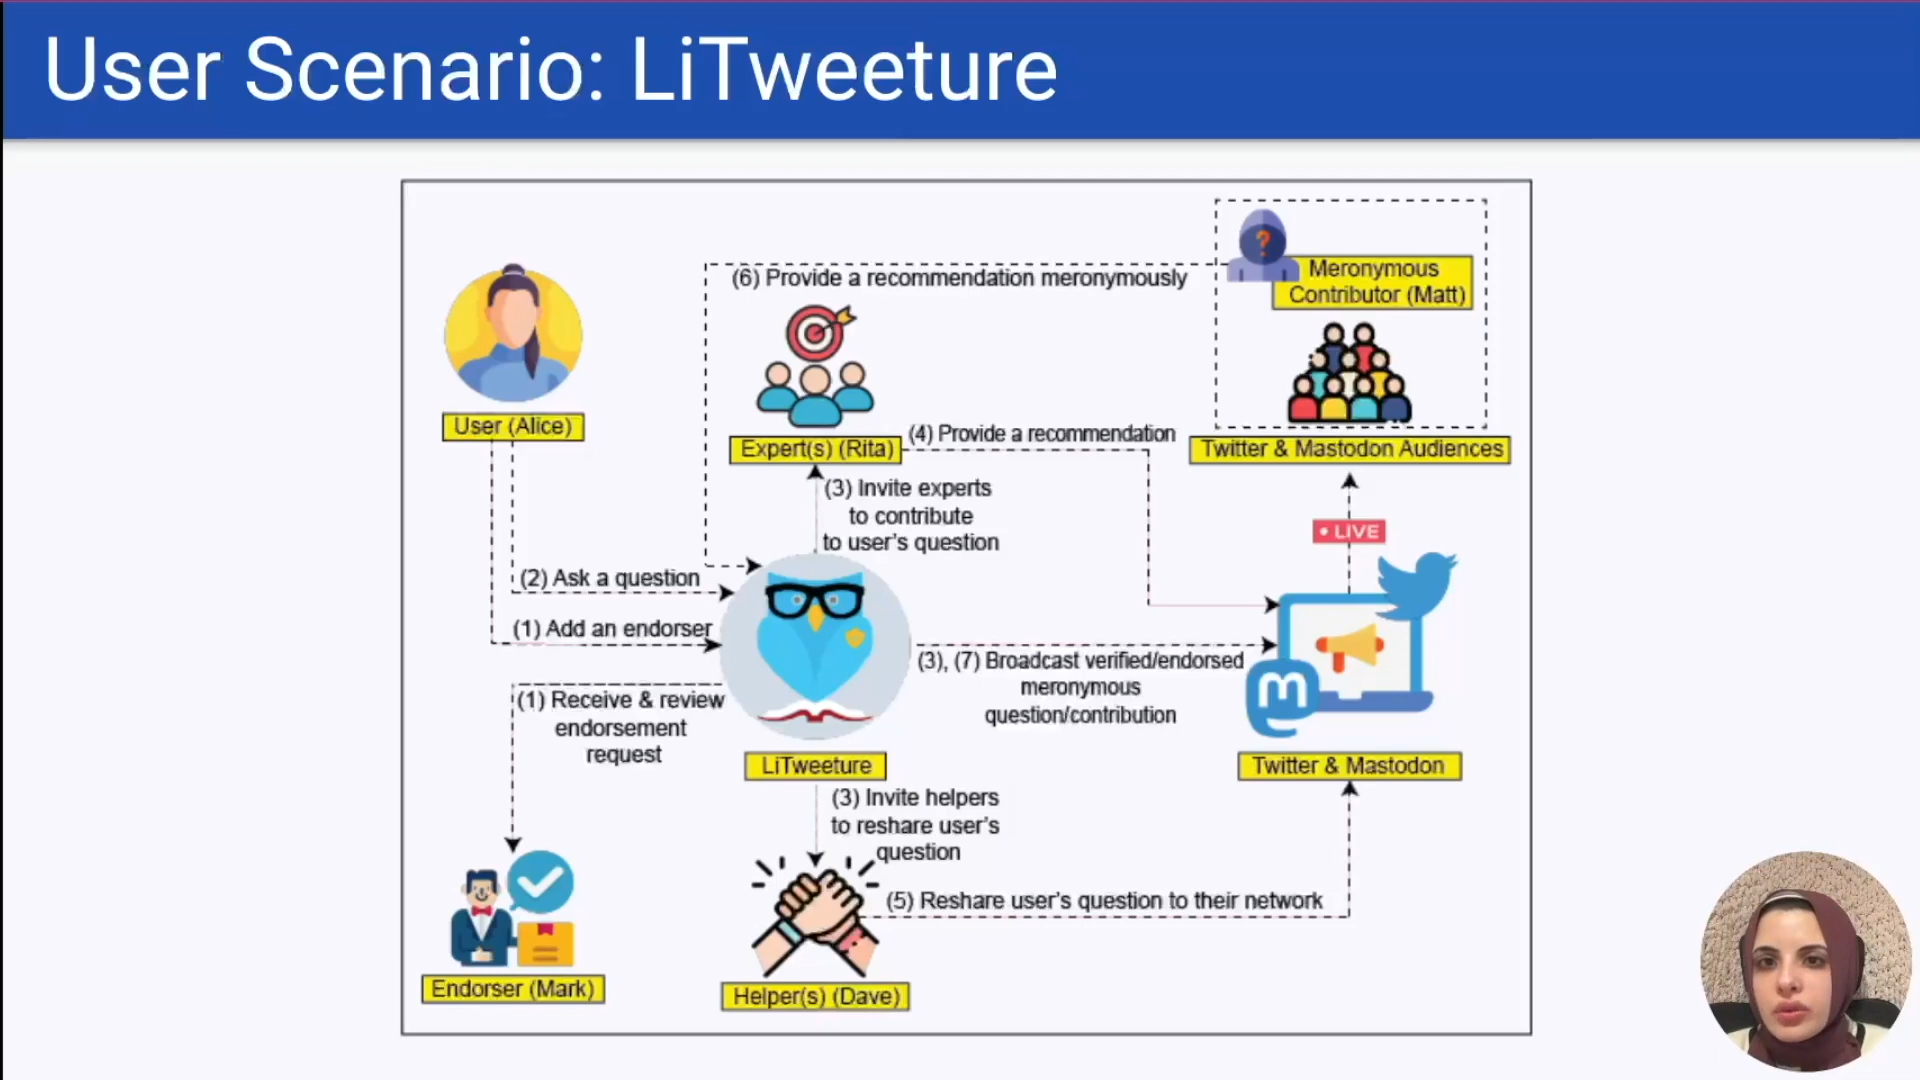 User Scenario: LiTweeture
?
(6) Provide a recommendation meronymously
Meronymous
Contributor (Matt)
User (Alice)
Expert(s) (Rita)
(4) Provide a recommendation
Twitter & Mastodon Audiences
(3) Invite experts
to contribute
to user's question
• LIVE
(2) Ask a question
(1) Add an endorser
(3), (7) Broadcast verified/endorsed
meronymous
question/contribution
(1) Receive & review
endorsement
request
m
LiTweeture
Twitter & Mastodon
(3) Invite helpers
to reshare user's
question
(5) Reshare user's question to their network
Endorser (Mark)
Helper(s) (Dave)